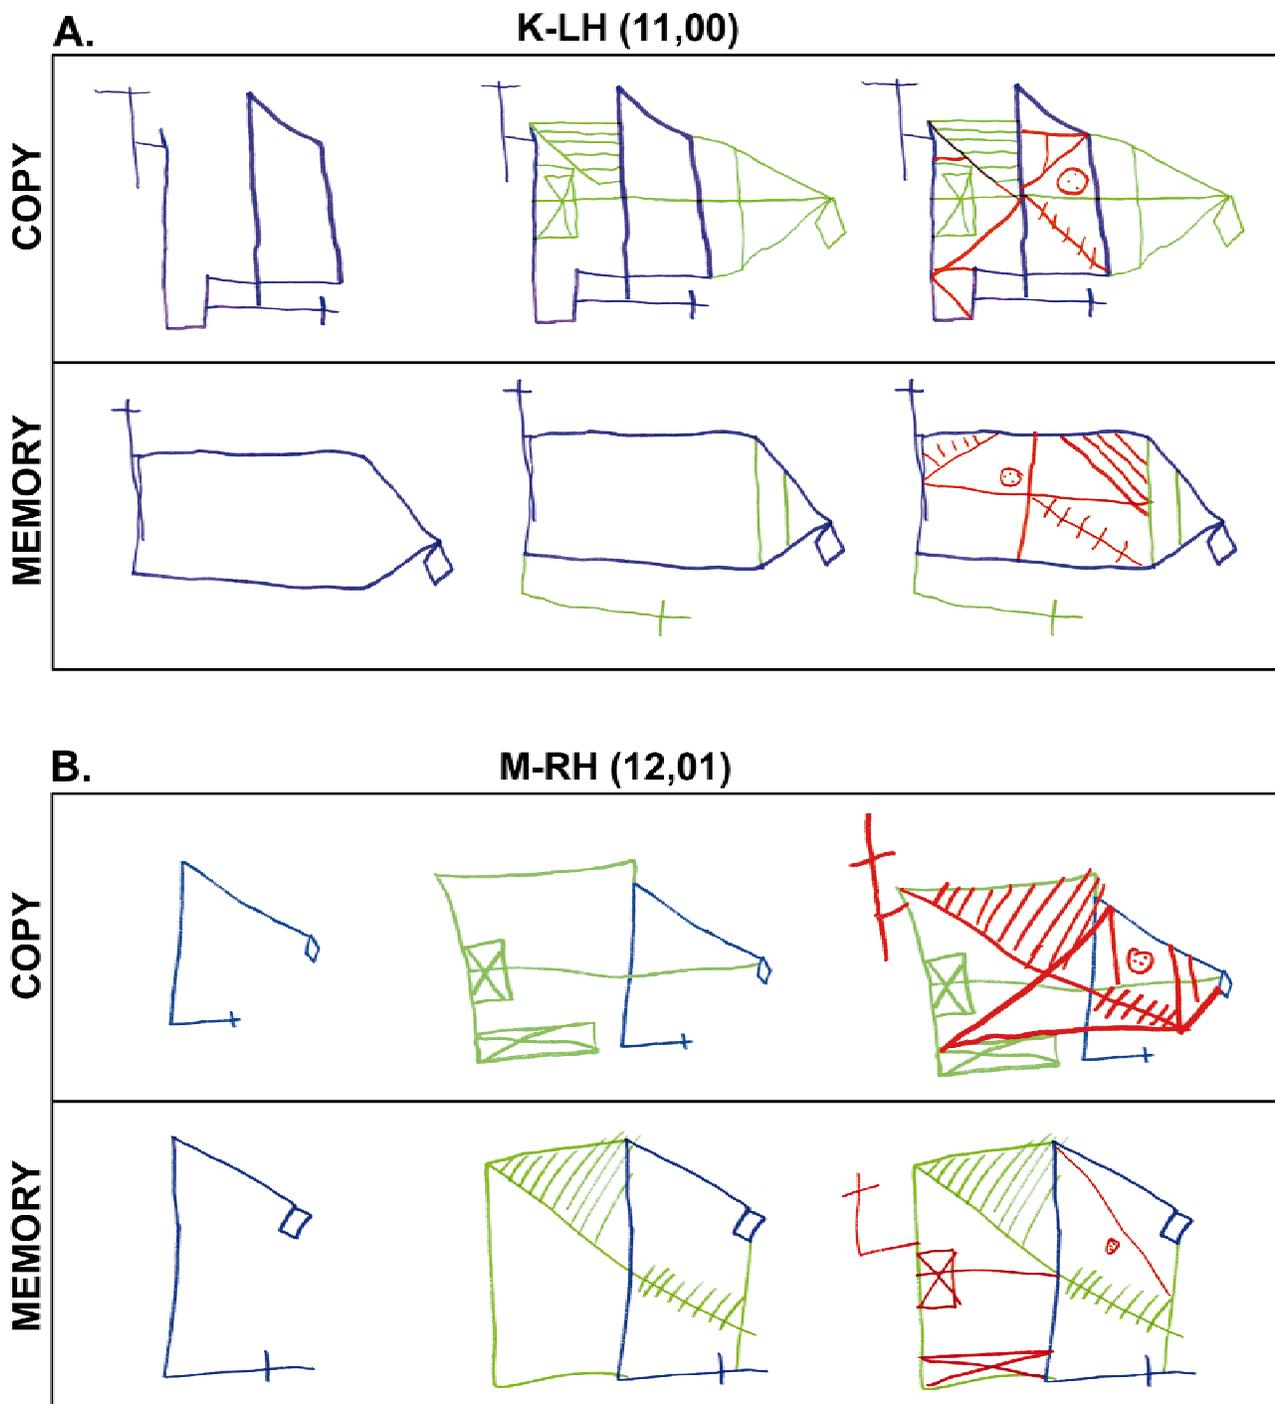 A.
K-LH (11,00)
COPY
MEMORY
B.
M-RH (12,01)
COPY
MEMORY